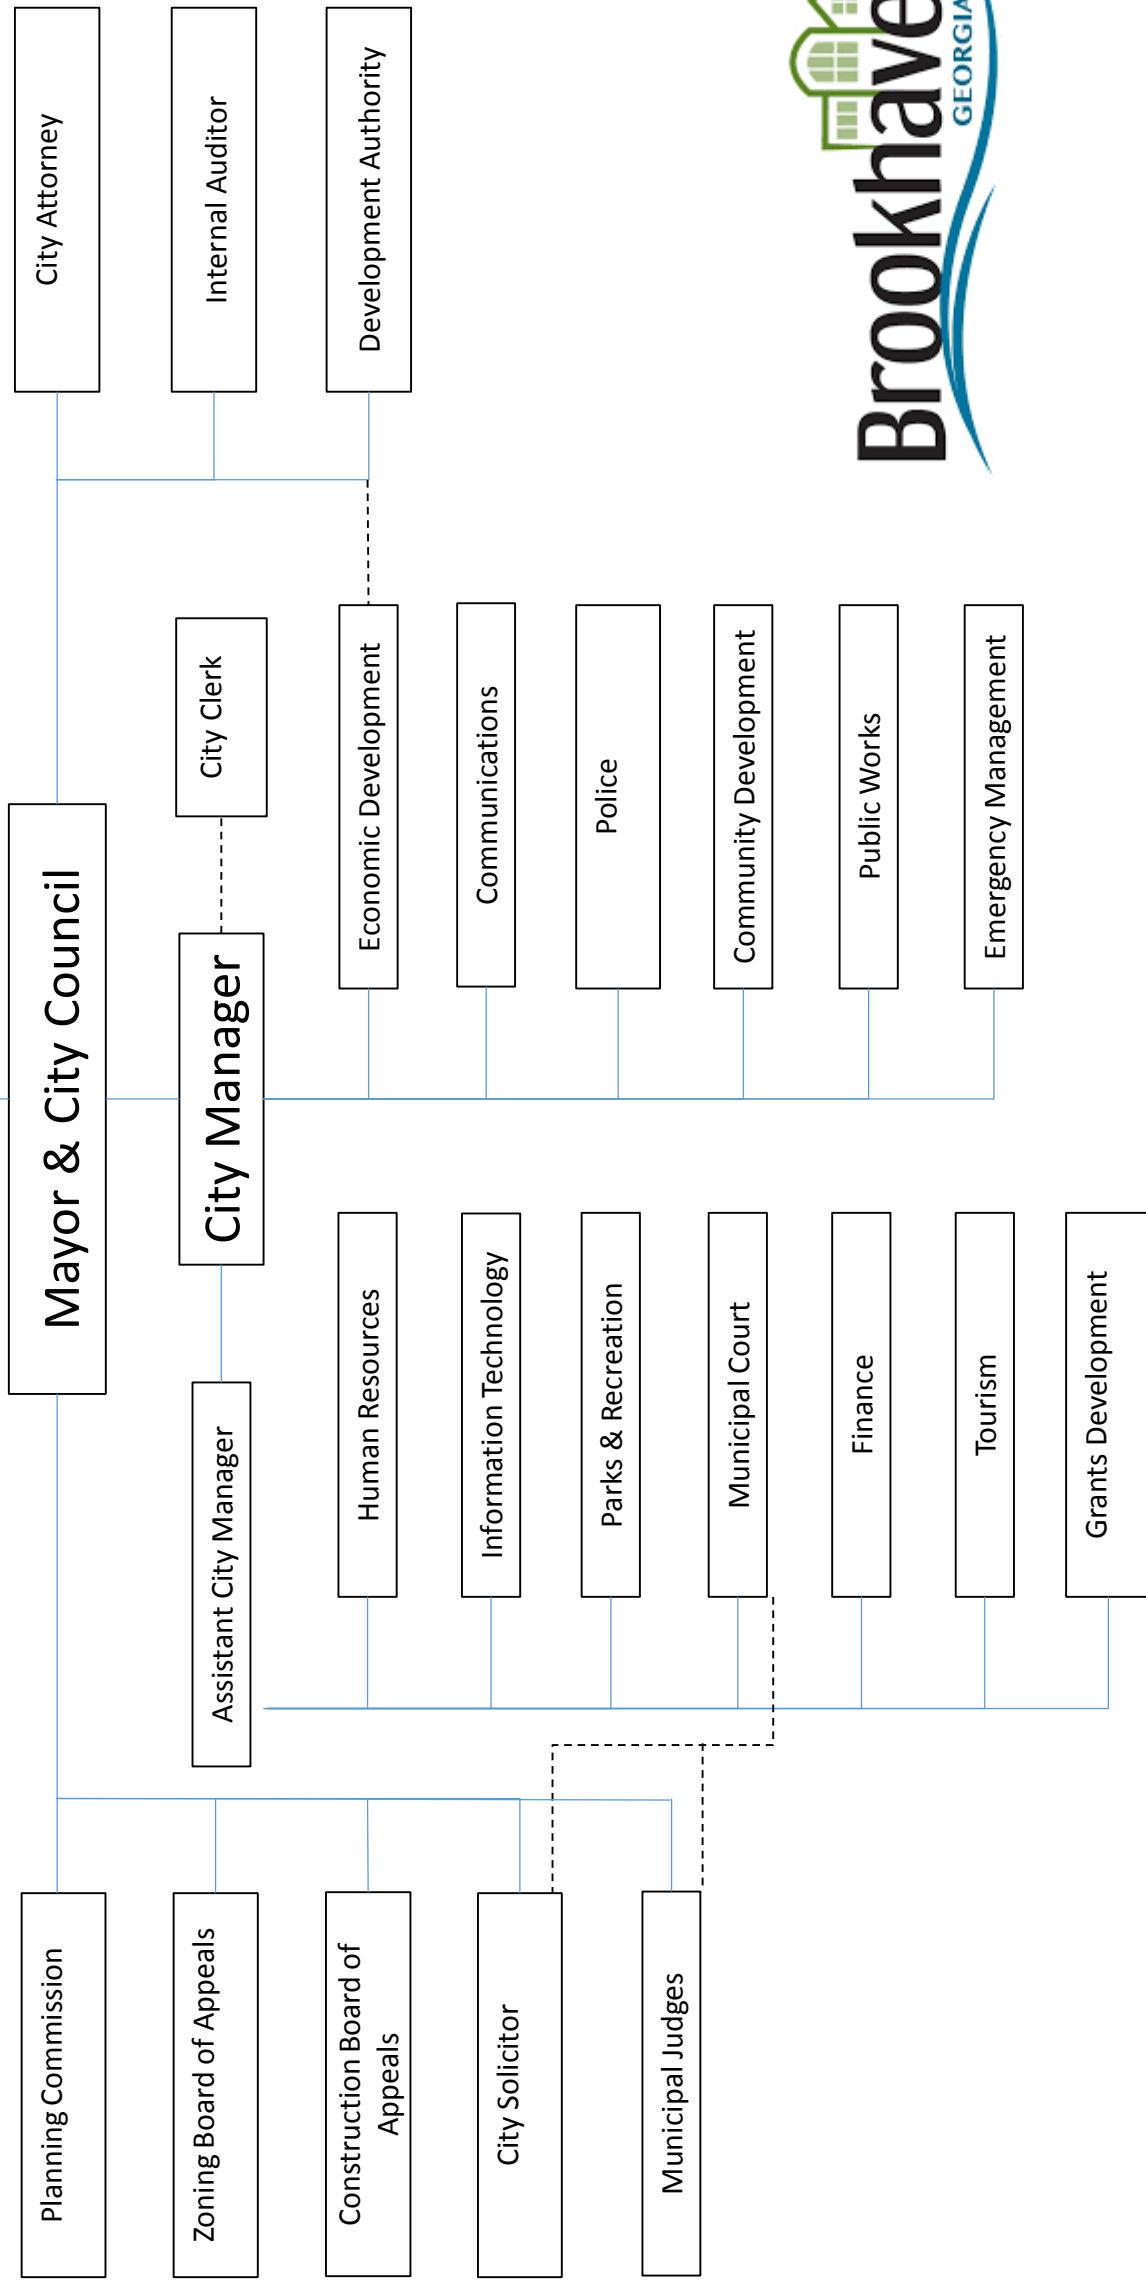 Mayor & City Council
City Manager
Assistant City Manager
City Clerk
Planning Commission
Zoning Board of Appeals
Construction Board of
Appeals
City Solicitor
Municipal Judges
Human Resources
Information Technology
Parks & Recreation
Municipal Court
Finance
Tourism
Grants Development
Economic Development
Communications
Police
Community Development
Public Works
Emergency Management
City Attorney
Internal Auditor
Development Authority
Brookhave
GEORGIA